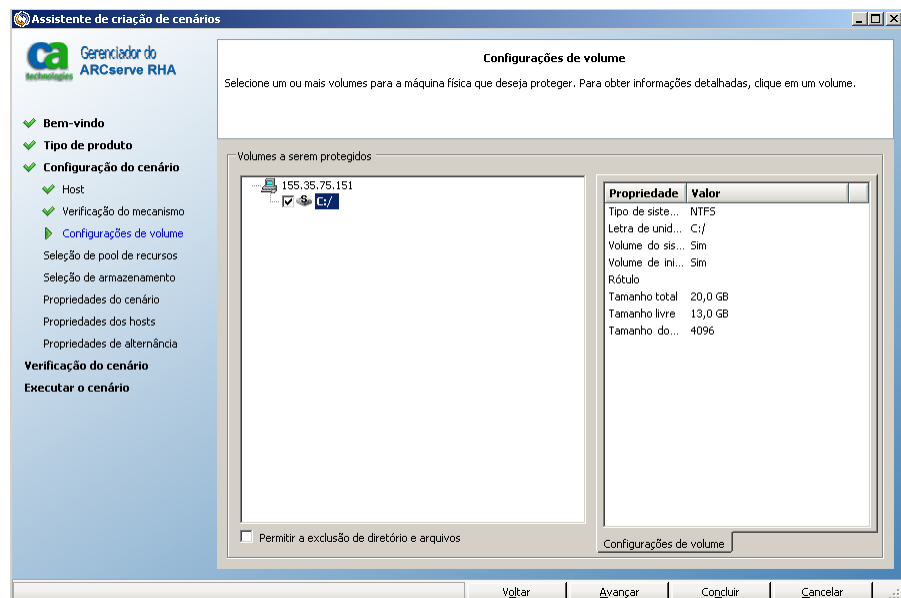 Assistente de criação de cenários
ca
technologies
Gerenciador do
ARCserve RHA
Configurações de volume
Selecione um ou mais volumes para a máquina física que deseja proteger. Para obter informações detalhadas, clique em um volume.
Bem-vindo
Tipo de produto
Configuração do cenário
Host
Verificação do mecanismo
Configurações de volume
Seleção de pool de recursos
Seleção de armazenamento
Propriedades do cenário
Propriedades dos hosts
Propriedades de alternância
Verificação do cenário
Executar o cenário
Volumes a serem protegidos
155.35.75.151
C:/
Permitir a exclusão de diretório e arquivos
Propriedade Valor
Tipo de siste... NTFS
Letra de unid... C:/
Volume do sis... Sim
Volume de ini... Sim
Rótulo
Tamanho total 20,0 GB
Tamanho livre 13,0 GB
Tamanho do... 4096
Configurações de volume
Voltar Avançar Concluir Cancelar